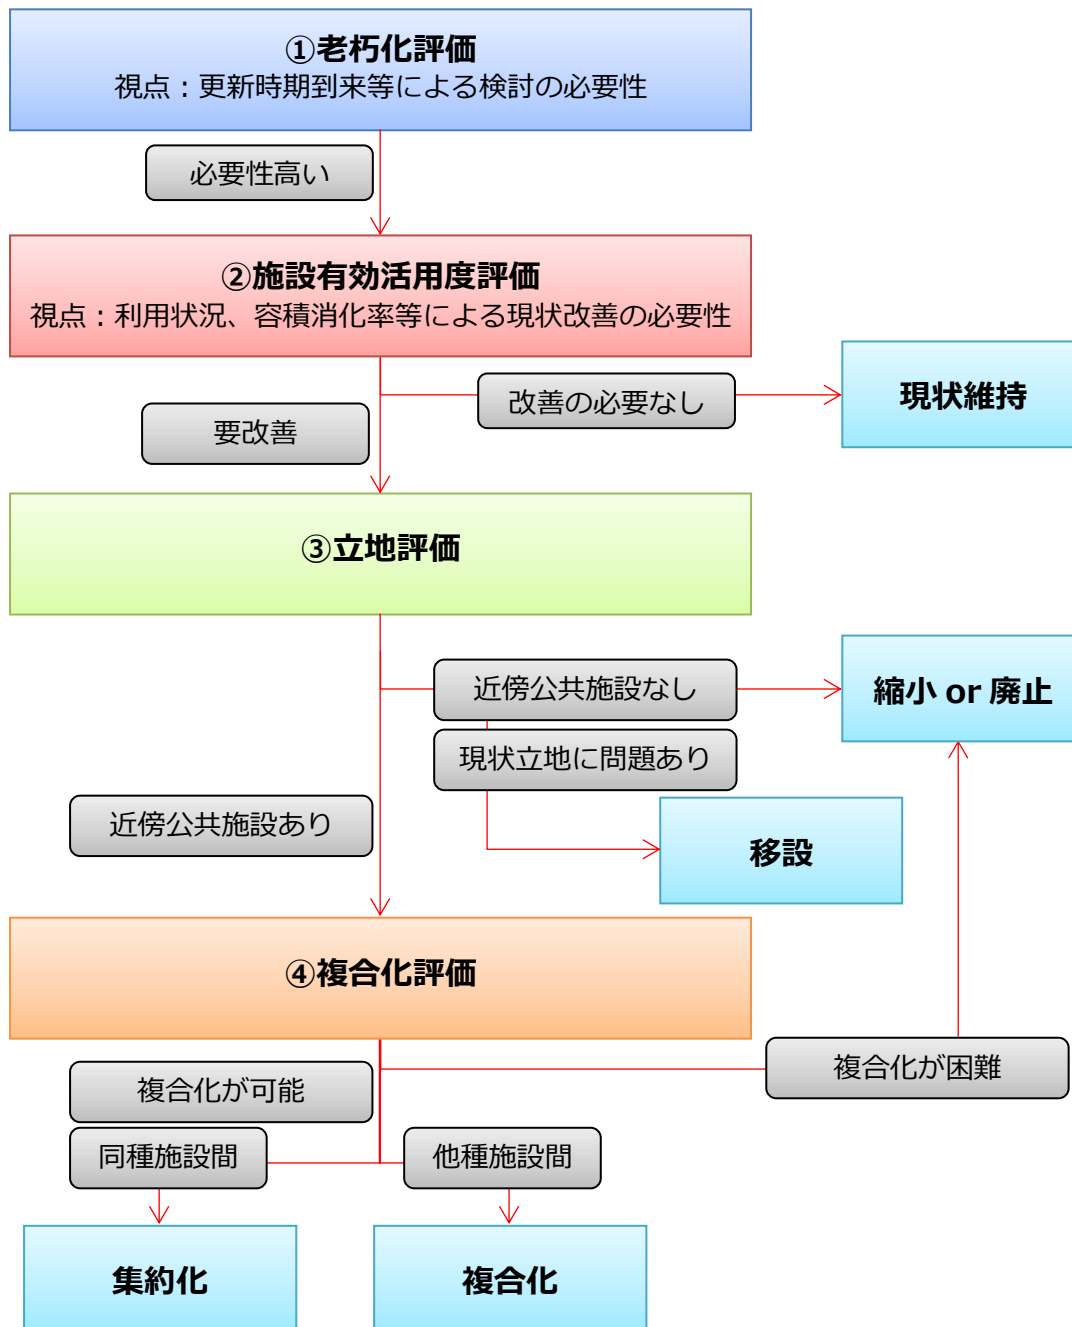 ①老朽化評価
視点：更新時期到来等による検討の必要性
必要性高い
②施設有効活用度評価
視点：利用状況、容積消化率等による現状改善の必要性
改善の必要なし
現状維持
要改善
③立地評価
近傍公共施設なし
縮小 or 廃止
現状立地に問題あり
近傍公共施設あり
移設
④複合化評価
複合化が困難
複合化が可能
同種施設間
他種施設間
集約化
複合化